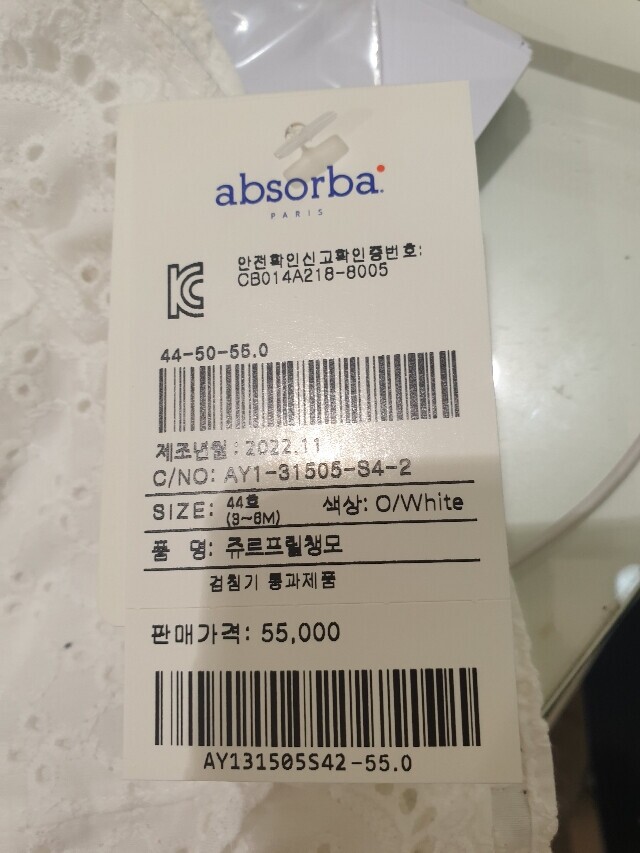 absorba
PARIS
안전확인신고확인증번호:
CB014A218-8005
44-50-55.0
제조년월 : 2022.11
C/NO: AY1-31505-S4-2
SIZE: 44호 (3~6M) 색상: O/White
품 명: 쥬르프릴챙모
검침기 통과제품
판매가격: 55,000
AY131505S42-55.0